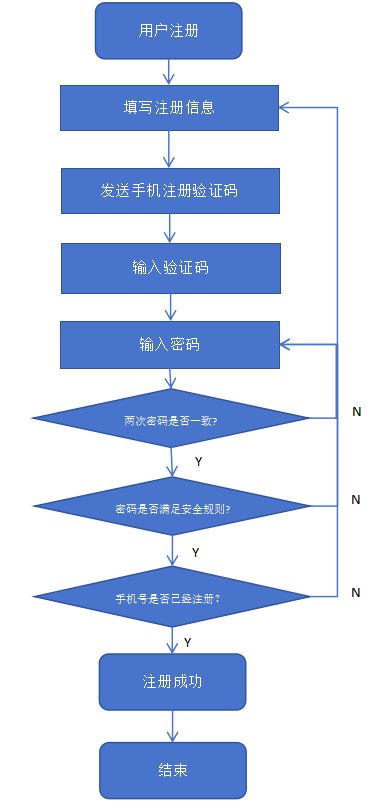 用户注册
填写注册信息
发送手机注册验证码
输入验证码
输入密码
两次密码是否一致?
N
Y
密码是否满足安全规则?
N
Y
手机号是否已经注册?
N
Y
注册成功
结束